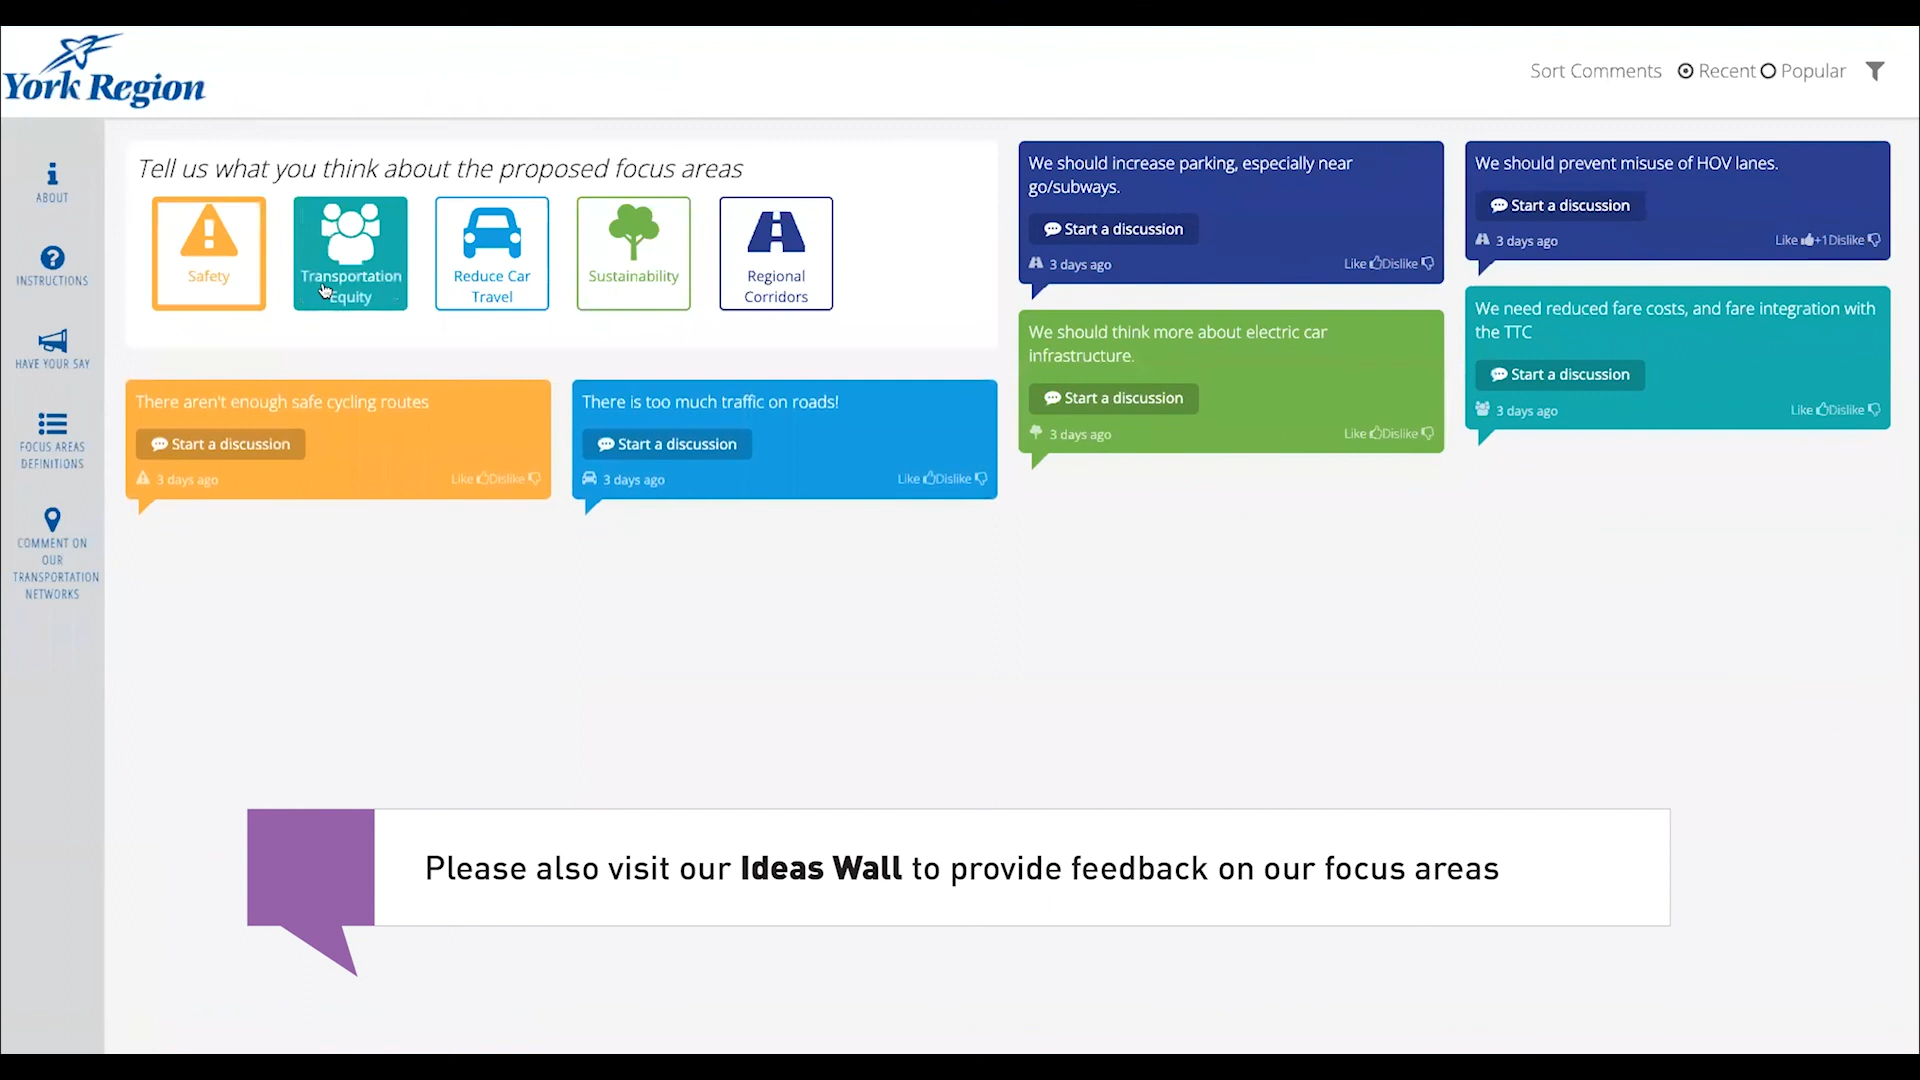 York Region
Sort Comments Recent Popular
ABOUT
INSTRUCTIONS
HAVE YOUR SAY
FOCUS AREAS
DEFINITIONS
COMMENT ON
OUR
TRANSPORTATION
NETWORKS
Tell us what you think about the proposed focus areas
Safety
Transportation
Equity
Reduce Car
Travel
Sustainability
Regional
Corridors
There aren't enough safe cycling routes
Start a discussion
3 days ago Like Dislike
There is too much traffic on roads!
Start a discussion
3 days ago Like Dislike
We should increase parking, especially near
go/subways.
Start a discussion
3 days ago Like Dislike
We should think more about electric car
infrastructure.
Start a discussion
3 days ago Like Dislike
We should prevent misuse of HOV lanes.
Start a discussion
3 days ago Like +1Dislike
We need reduced fare costs, and fare integration with
the TTC
Start a discussion
3 days ago Like Dislike
Please also visit our Ideas Wall to provide feedback on our focus areas